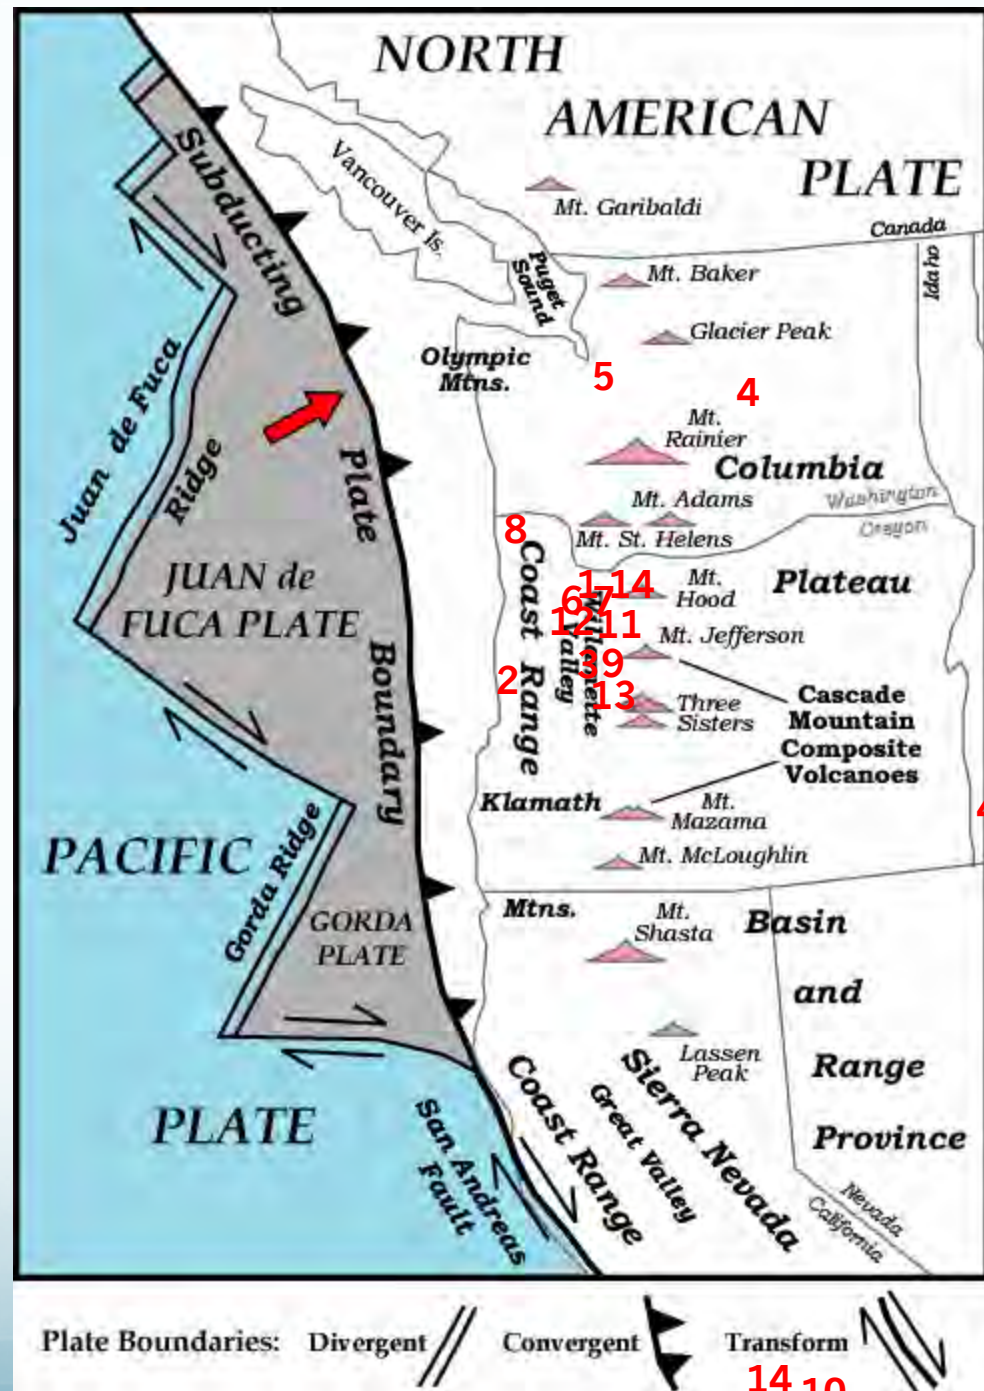 NORTH
AMERICAN
PLATE
Subducting
Vancouver Is.
Mt. Garibaldi
Canada
Puget
Sound
Mt. Baker
Idaho
Glacier Peak
Olympic
Mtns.
5
4
Juan de Fuca
Ridge
Plate
Mt.
Rainier
Columbia
Mt. Adams
Washington
Oregon
8
Mt. St. Helens
Coast Range
JUAN de
FUCA PLATE
1 14
Mt.
Hood
Plateau
6 7
12 11
Willamette
Valley
Mt. Jefferson
Boundary
3 9
2
13
Three
Sisters
Cascade
Mountain
Composite
Volcanoes
Klamath
Mt.
Mazama
4
PACIFIC
Gorda Ridge
Mt. McLoughlin
GORDA
PLATE
Mtns.
Mt.
Shasta
Basin
and
Range
Province
Lassen
Peak
PLATE
San Andreas
Fault
Coast Range
Great Valley
Sierra Nevada
Nevada
California
Plate Boundaries: Divergent Convergent Transform
14 10